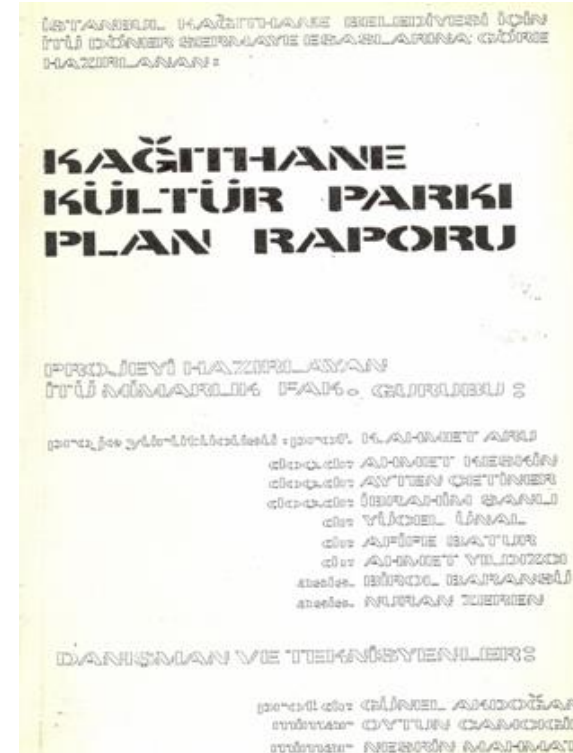 İSTANBUL KAĞITHANE BELEDİYESİ İÇİN
İTÜ DÖNER SERMAYE ESASLARINA GÖRE
HAZIRLANAN:
KAĞITHANE
KÜLTÜR PARKI
PLAN RAPORU
PROJEYİ HAZIRLAYAN
İTÜ MİMARLIK FAK. GURUBU:
proje yürütücüsü: prof. K.AHMET ARU
doç.dr: AHMET KESKİN
doç.dr: AYTEN ÇETİNER
doç.dr: İBRAHİM ŞANLI
dr: YÜCEL ÜNAL
dr: AFİFE BATUR
dr: AHMET YILDIZCI
asis. BİROL BARANSÜ
asis. NURAN ZEREN
DANIŞMAN VE TEKNİSYENLER:
prof.dr: GÜNEL AKDOĞAN
mimar OYTUN
mimar NESRİN MAHMAT